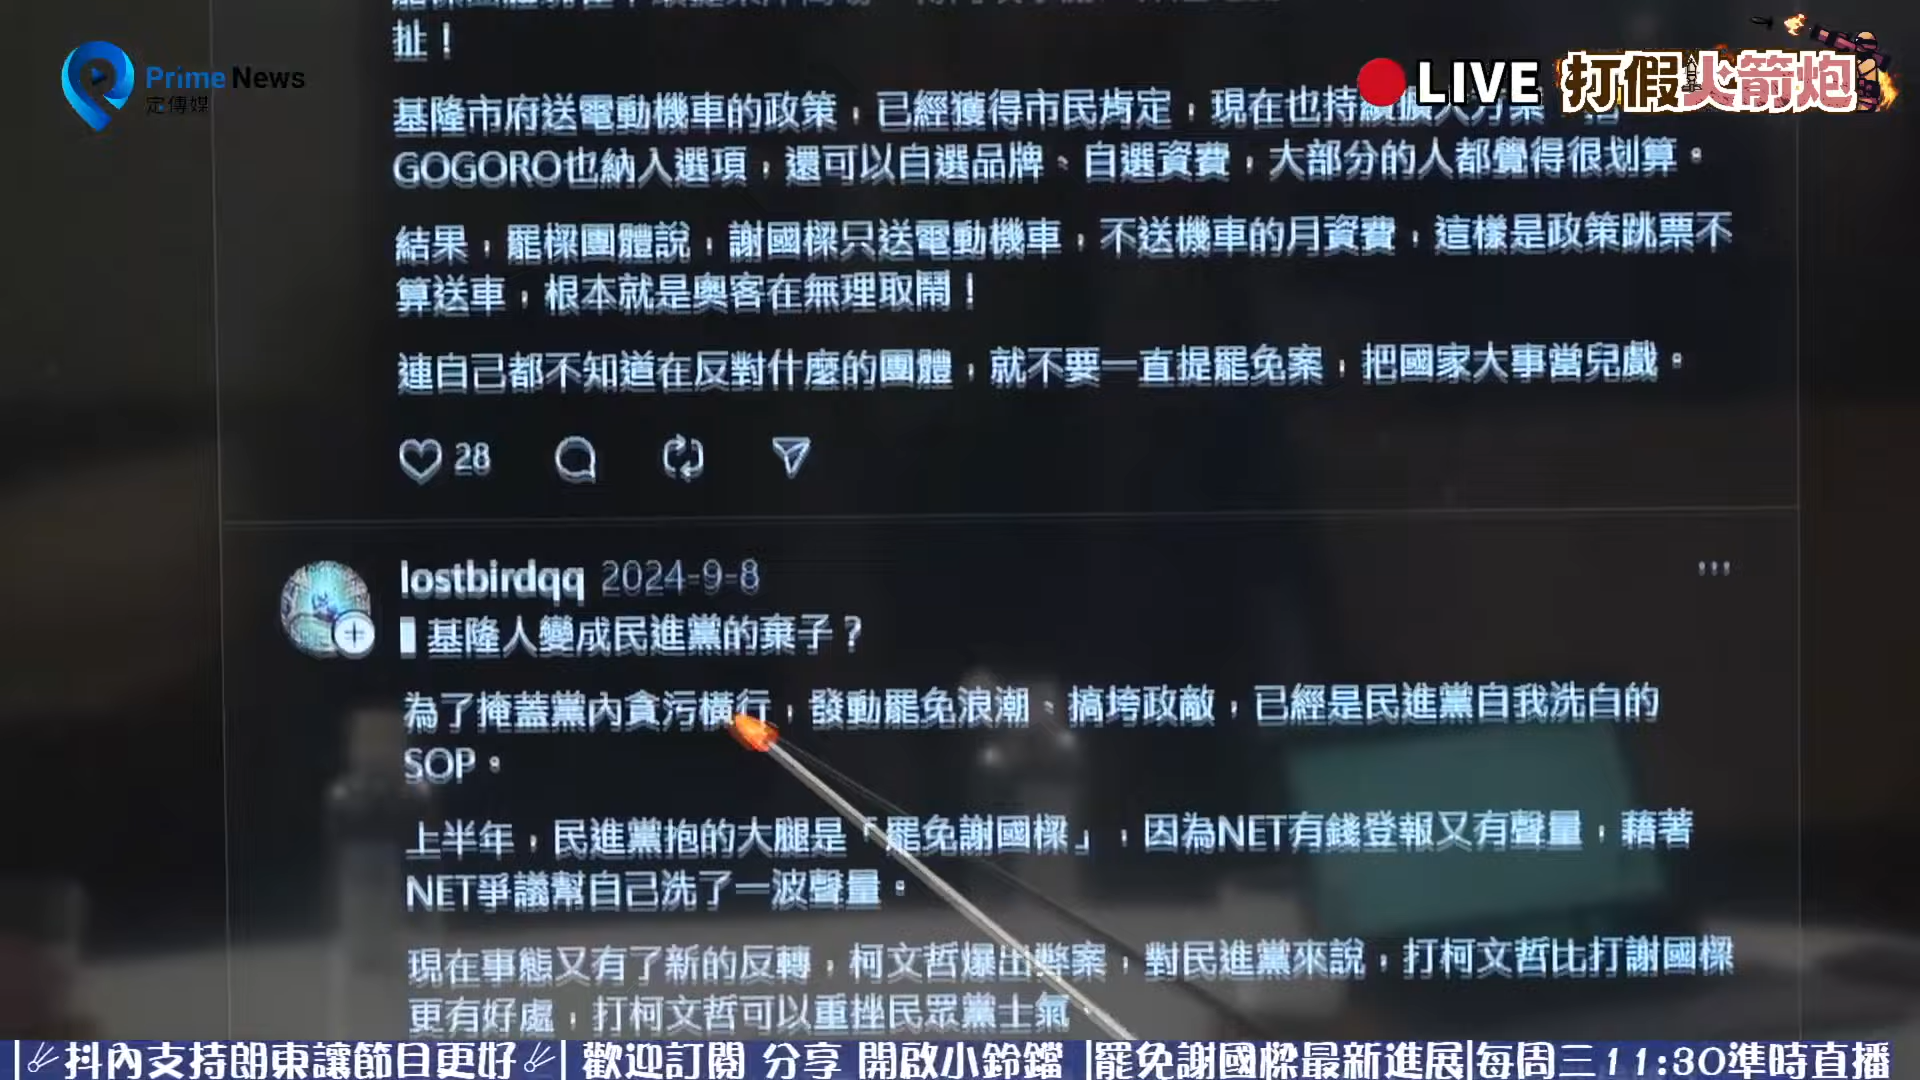 扯！
Prime News
定傳媒
LIVE 打假火箭炮
基隆市府送電動機車的政策，已經獲得市民肯定，現在也持續擴大方案
GOGORO也納入選項，還可以自選品牌、自選資費，大部分的人都覺得很划算。
結果，罷樑團體說，謝國樑只送電動機車，不送機車的月資費，這樣是政策跳票不
算送車，根本就是奧客在無理取鬧！
連自己都不知道在反對什麼的團體，就不要一直提罷免案，把國家大事當兒戲。
28
lostbirdqq 2024-9-8
基隆人變成民進黨的棄子？
為了掩蓋黨內貪污橫行，發動罷免浪潮、搞垮政敵，已經是民進黨自我洗白的
SOP。
上半年，民進黨抱的大腿是「罷免謝國樑」，因為NET有錢登報又有聲量，藉著
NET爭議幫自己洗了一波聲量。
現在事態又有了新的反轉，柯文哲爆出弊案，對民進黨來說，打柯文哲比打謝國樑
更有好處，打柯文哲可以重挫民眾黨士氣、
|抖內支持朗東讓節目更好| 歡迎訂閱 分享 開啟小鈴鐺 |罷免謝國樑最新進展|每周三11:30準時直播